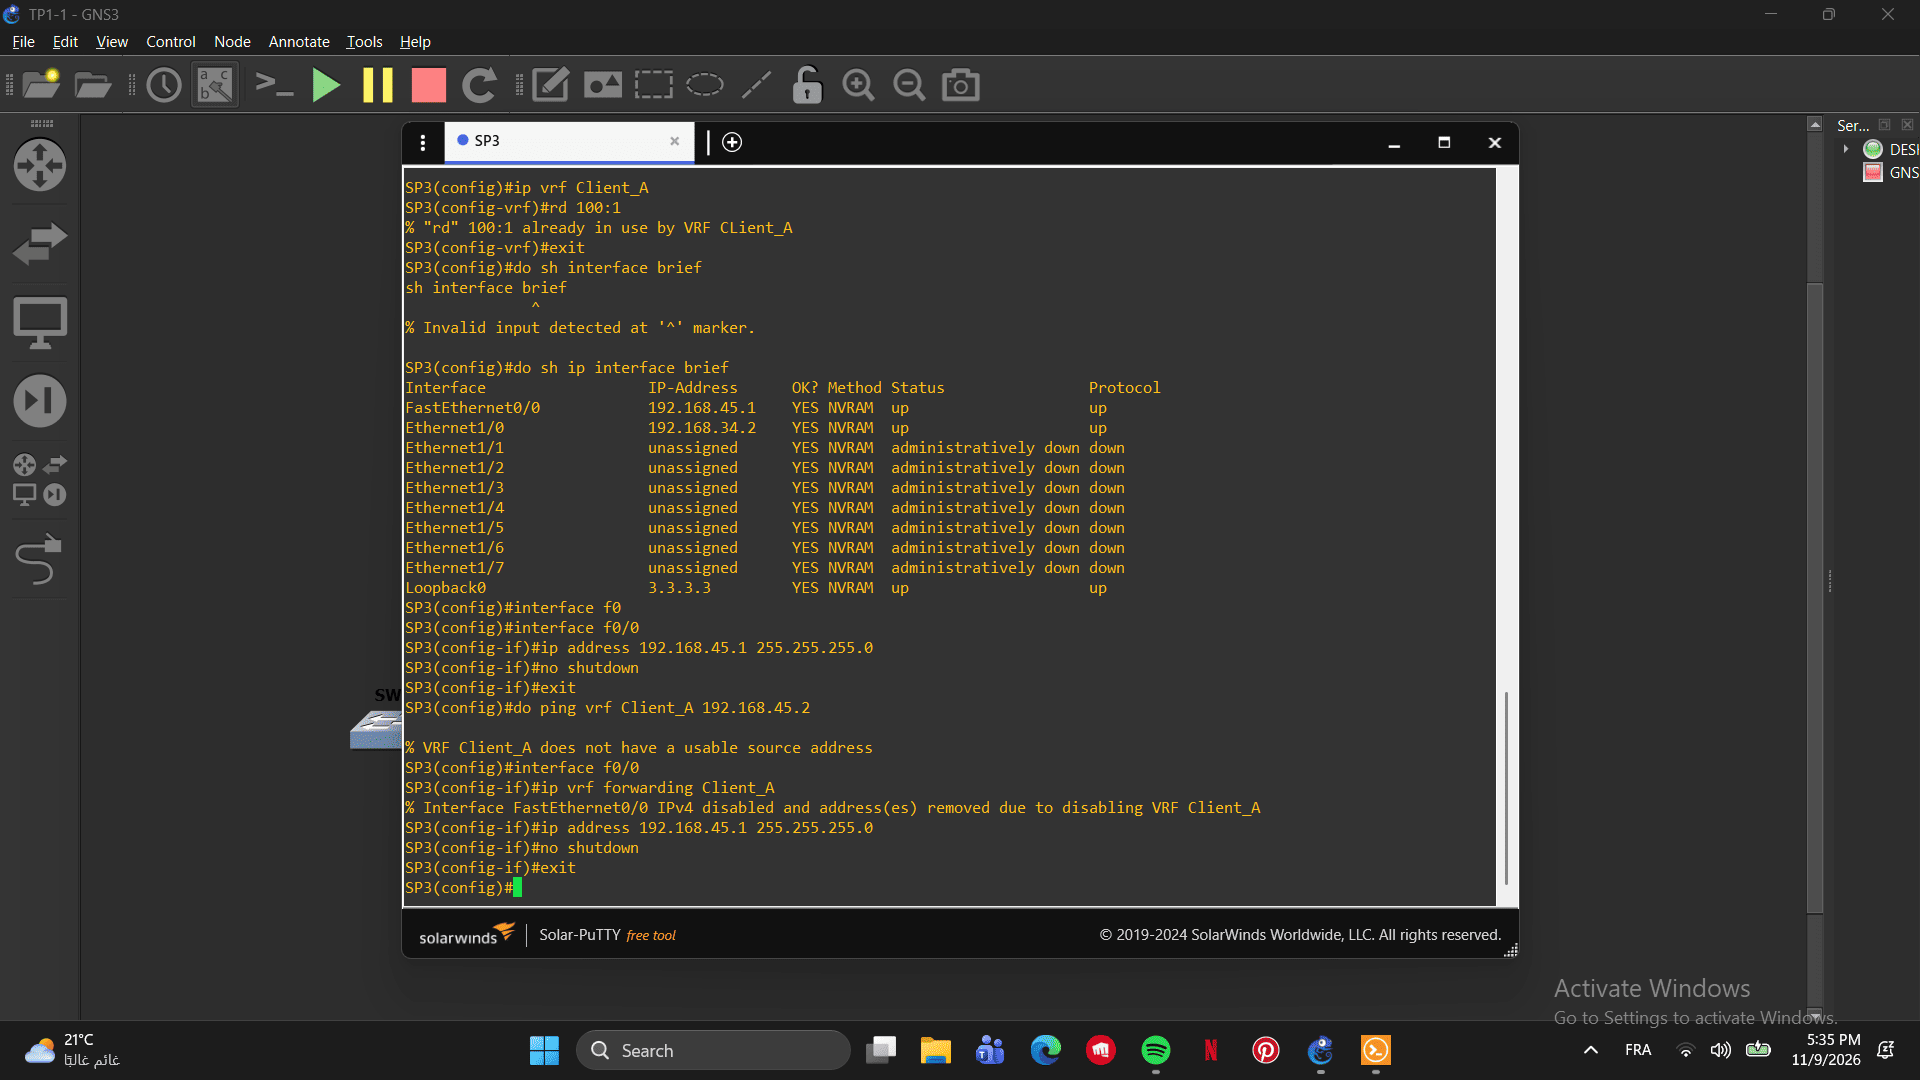 TP1-1 - GNS3
File Edit View Control Node Annotate Tools Help
SP3
Ser...
DESH
GNS
SP3(config)#ip vrf Client_A
SP3(config-vrf)#rd 100:1
% "rd" 100:1 already in use by VRF CLient_A
SP3(config-vrf)#exit
SP3(config)#do sh interface brief
sh interface brief
^
% Invalid input detected at '^' marker.
SP3(config)#do sh ip interface brief
Interface IP-Address OK? Method Status Protocol
FastEthernet0/0 192.168.45.1 YES NVRAM up up
Ethernet1/0 192.168.34.2 YES NVRAM up up
Ethernet1/1 unassigned YES NVRAM administratively down down
Ethernet1/2 unassigned YES NVRAM administratively down down
Ethernet1/3 unassigned YES NVRAM administratively down down
Ethernet1/4 unassigned YES NVRAM administratively down down
Ethernet1/5 unassigned YES NVRAM administratively down down
Ethernet1/6 unassigned YES NVRAM administratively down down
Ethernet1/7 unassigned YES NVRAM administratively down down
Loopback0 3.3.3.3 YES NVRAM up up
SP3(config)#interface f0
SP3(config)#interface f0/0
SP3(config-if)#ip address 192.168.45.1 255.255.255.0
SP3(config-if)#no shutdown
SP3(config-if)#exit
SP3(config)#do ping vrf Client_A 192.168.45.2
% VRF Client_A does not have a usable source address
SP3(config)#interface f0/0
SP3(config-if)#ip vrf forwarding Client_A
% Interface FastEthernet0/0 IPv4 disabled and address(es) removed due to disabling VRF Client_A
SP3(config-if)#ip address 192.168.45.1 255.255.255.0
SP3(config-if)#no shutdown
SP3(config-if)#exit
SP3(config)#
SW
solarwinds Solar-PuTTY free tool © 2019-2024 SolarWinds Worldwide, LLC. All rights reserved.
Activate Windows
Go to Settings to activate Windows.
21°C
غائم غالبًا
Search
FRA
5:35 PM
11/9/2026